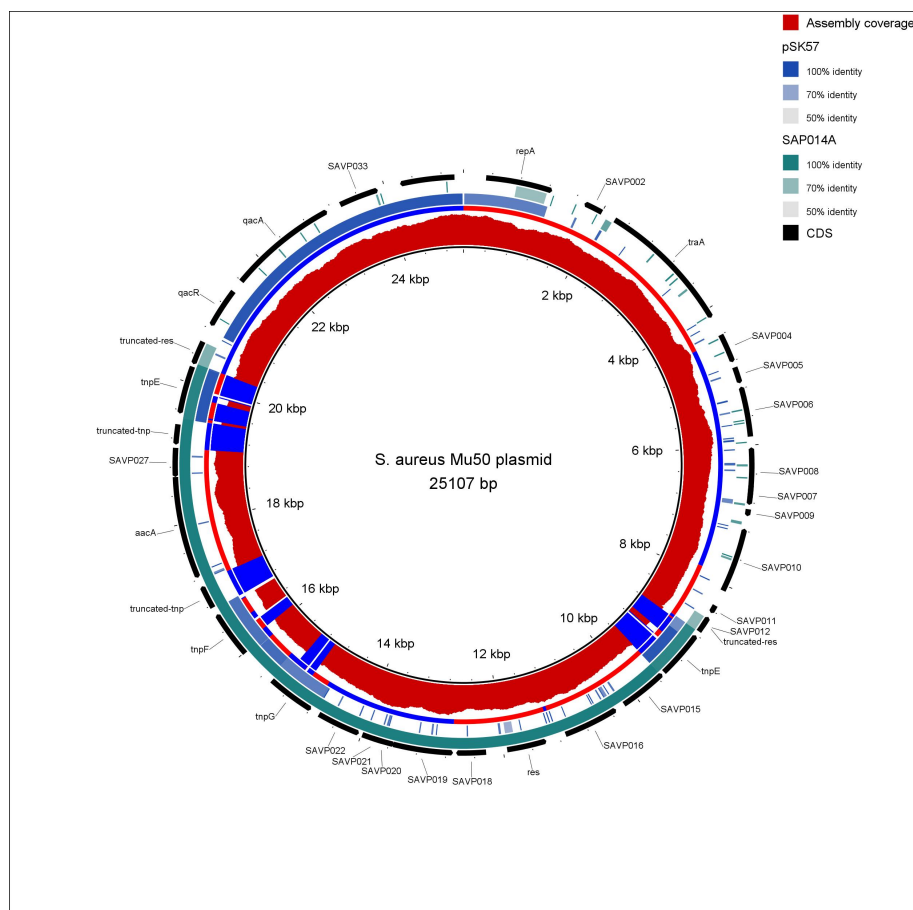 Assembly coverage
pSK57
100% identity
70% identity
50% identity
SAP014A
100% identity
70% identity
50% identity
CDS
repA
SAVP002
traA
SAVP004
SAVP005
SAVP006
SAVP008
SAVP007
SAVP009
SAVP010
SAVP011
SAVP012
truncated-res
tnpE
SAVP015
SAVP016
res
SAVP018
SAVP019
SAVP020
SAVP021
SAVP022
tnpG
tnpF
truncated-tnp
aacA
SAVP027
truncated-tnp
tnpE
truncated-res
qacR
qacA
SAVP033
2 kbp
4 kbp
6 kbp
8 kbp
10 kbp
12 kbp
14 kbp
16 kbp
18 kbp
20 kbp
22 kbp
24 kbp
S. aureus Mu50 plasmid
25107 bp